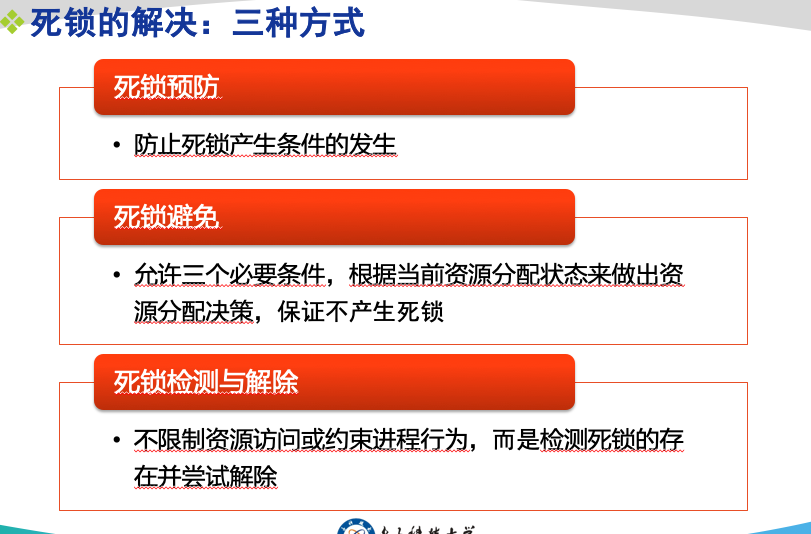 死锁的解决：三种方式
死锁预防
• 防止死锁产生条件的发生
死锁避免
• 允许三个必要条件，根据当前资源分配状态来做出资
源分配决策，保证不产生死锁
死锁检测与解除
• 不限制资源访问或约束进程行为，而是检测死锁的存
在并尝试解除